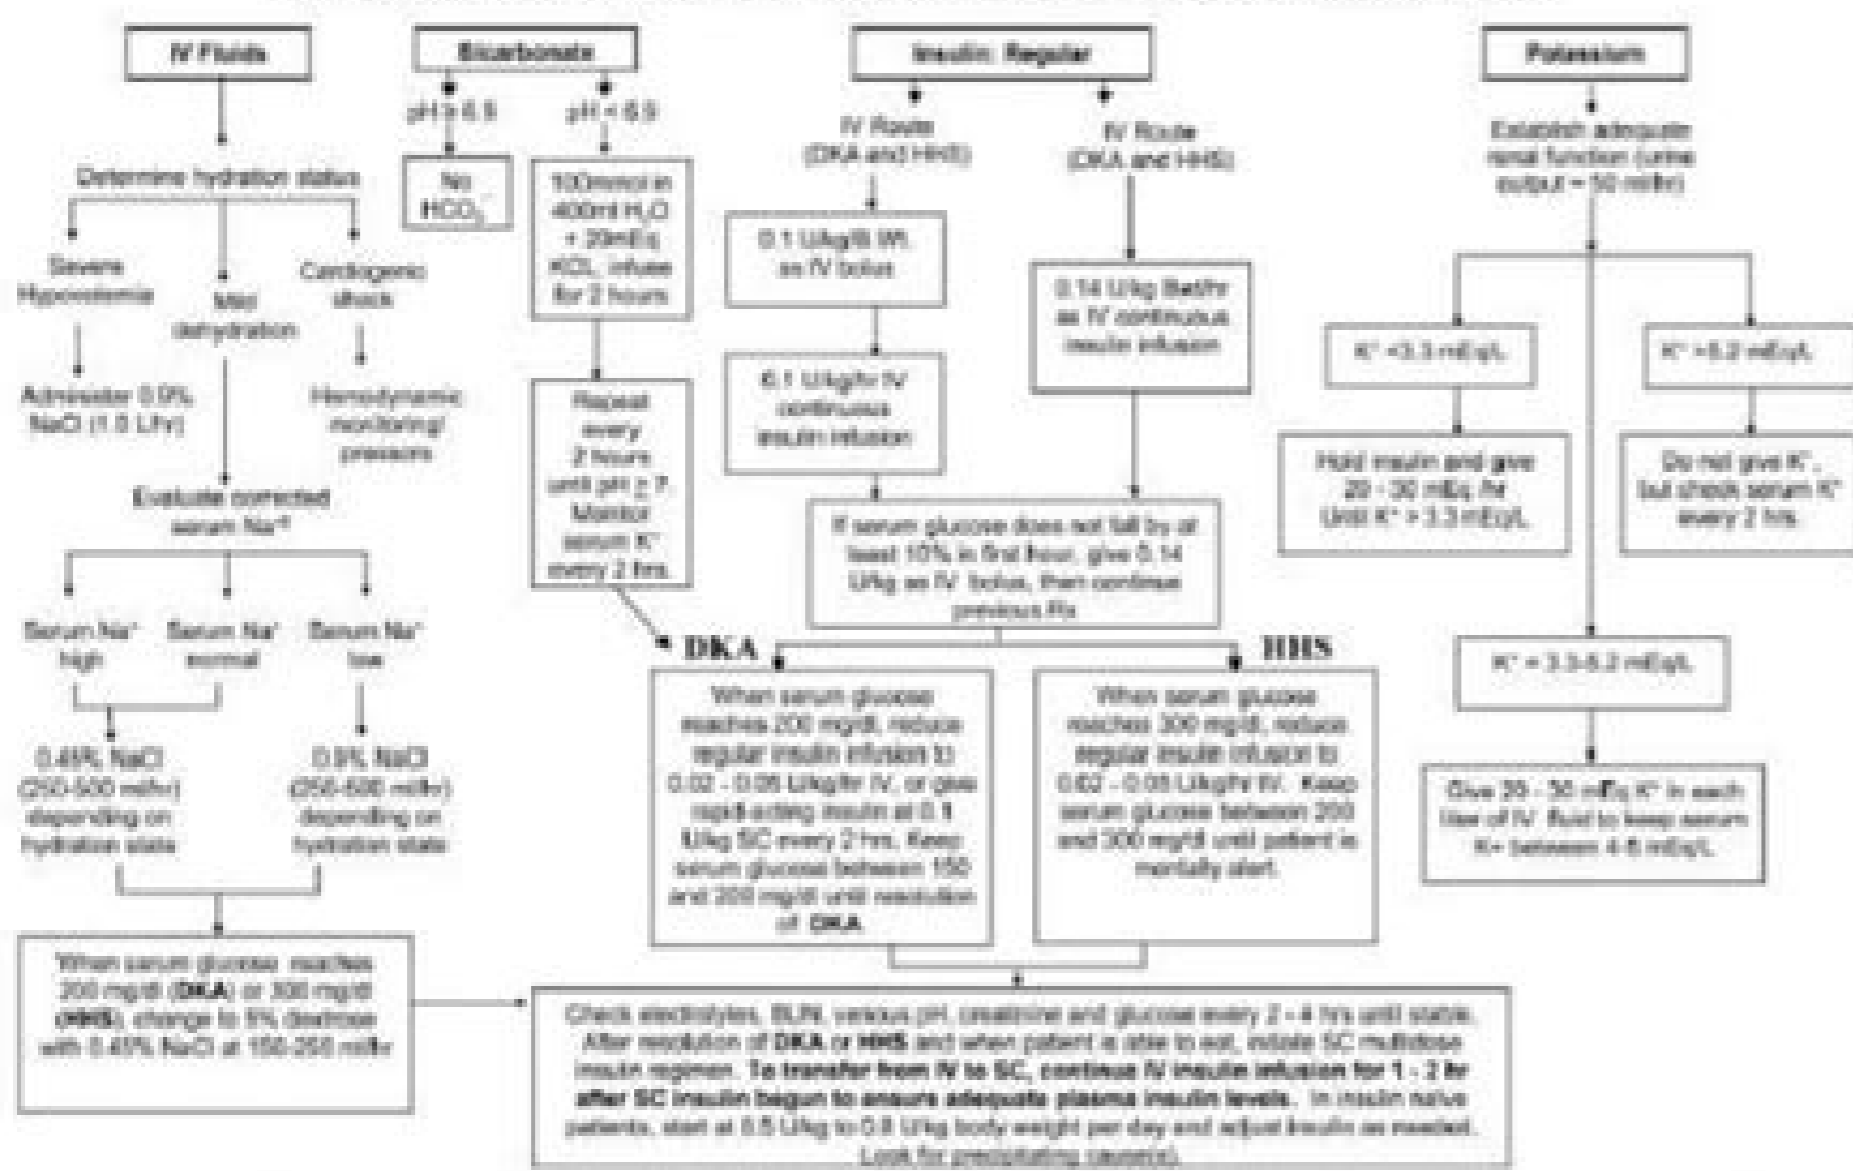 IV Fluids
Determine hydration status
Severe
Hypovolemia
Mild
dehydration
Cardiogenic
shock
Administer 0.9%
NaCl (1.0 L/hr)
Hemodynamic
monitoring/
pressors
Evaluate corrected
serum Na⁺
Serum Na⁺
high
Serum Na⁺
normal
Serum Na⁺
low
0.45% NaCl
(250-500 ml/hr)
depending on
hydration state
0.9% NaCl
(250-500 ml/hr)
depending on
hydration state
When serum glucose reaches
200 mg/dl (DKA) or 300 mg/dl
(HHS), change to 5% dextrose
with 0.45% NaCl at 150-250 ml/hr
Bicarbonate
pH ≥ 6.9
No
HCO₃⁻
pH < 6.9
100mmol in
400ml H₂O
+ 20mEq
KCL, infuse
for 2 hours
Repeat
every
2 hours
until pH ≥ 7.
Monitor
serum K⁺
every 2 hrs.
Insulin: Regular
IV Route
(DKA and HHS)
0.1 U/kg/B.Wt.
as IV bolus
0.1 U/kg/hr IV
continuous
insulin infusion
IV Route
(DKA and HHS)
0.14 U/kg /hr
as IV continuous
insulin infusion
If serum glucose does not fall by at
least 10% in first hour, give 0.14
U/kg as IV bolus, then continue
previous Rx
DKA
When serum glucose
reaches 200 mg/dl, reduce
regular insulin infusion to
0.02 - 0.05 U/kg/hr IV, or give
rapid-acting insulin at 0.1
U/kg SC every 2 hrs. Keep
serum glucose between 150
and 200 mg/dl until resolution
of DKA
HHS
When serum glucose
reaches 300 mg/dl, reduce
regular insulin infusion to
0.02 - 0.05 U/kg/hr IV. Keep
serum glucose between 200
and 300 mg/dl until patient is
mentally alert.
Potassium
Establish adequate
renal function (urine
output ~ 50 ml/hr)
K⁺ <3.3 mEq/L
Hold insulin and give
20 - 30 mEq /hr
Until K⁺ > 3.3 mEq/L
K⁺ >5.2 mEq/L
Do not give K⁺,
but check serum K⁺
every 2 hrs.
K⁺ = 3.3-5.2 mEq/L
Give 20 - 30 mEq K⁺ in each
liter of IV fluid to keep serum
K+ between 4-5 mEq/L
Check electrolytes, BUN, venous pH, creatinine and glucose every 2 - 4 hrs until stable.
After resolution of DKA or HHS and when patient is able to eat, initiate SC multidose
insulin regimen. To transfer from IV to SC, continue IV insulin infusion for 1 - 2 hr
after SC insulin begun to ensure adequate plasma insulin levels. In insulin naïve
patients, start at 0.5 U/kg to 0.8 U/kg body weight per day and adjust insulin as needed.
Look for precipitating cause(s).